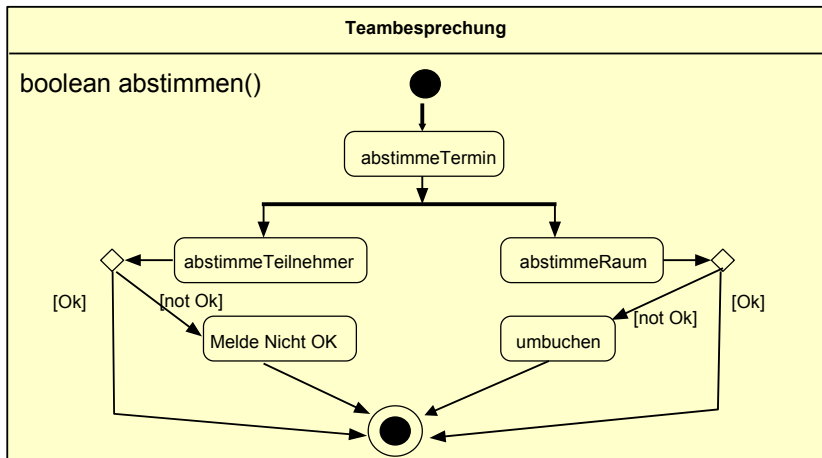 Teambesprechung
boolean abstimmen()
abstimmeTermin
abstimmeTeilnehmer
abstimmeRaum
[Ok]
[not Ok]
[not Ok]
[Ok]
Melde Nicht OK
umbuchen